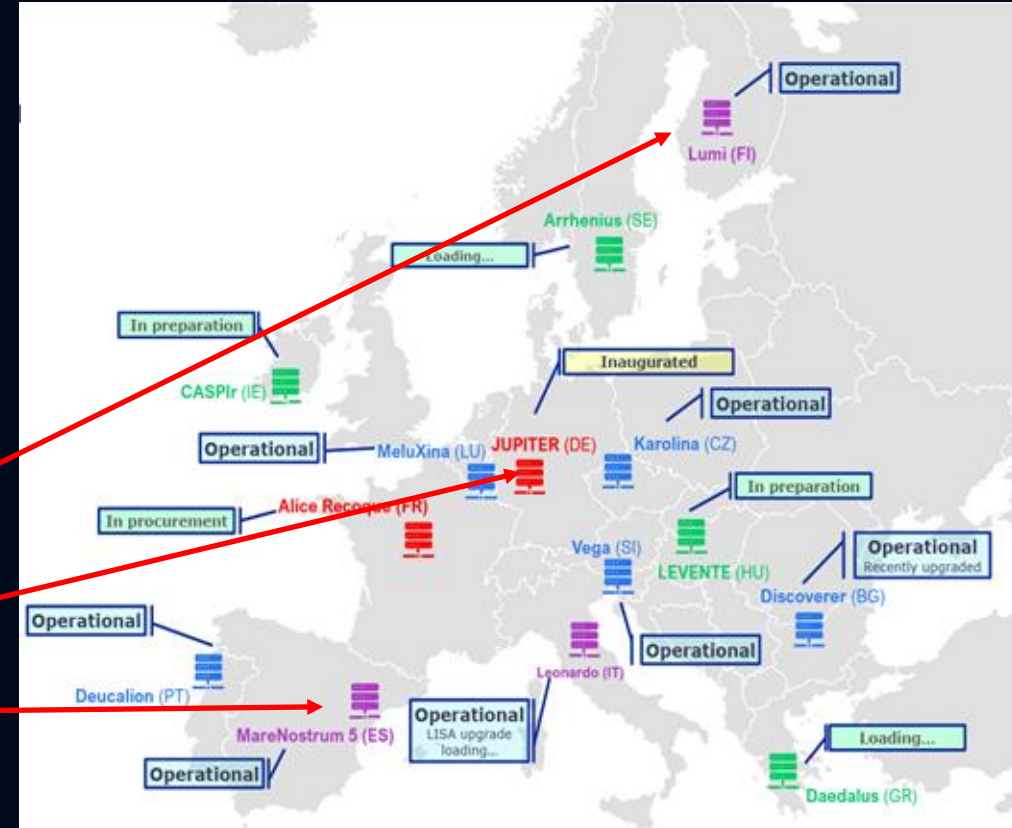 Operational
Lumi (FI)
Arrhenius (SE)
Loading...
In preparation
CASPIr (IE)
Inaugurated
Operational
Operational
MeluXina (LU)
JUPITER (DE)
Karolina (CZ)
In preparation
In procurement
Alice Recoque (FR)
Vega (SI)
LEVENTE (HU)
Operational
Recently upgraded
Discoverer (BG)
Operational
Operational
Leonardo (IT)
Deucalion (PT)
MareNostrum 5 (ES)
Operational
LISA upgrade
loading...
Loading...
Operational
Daedalus (GR)